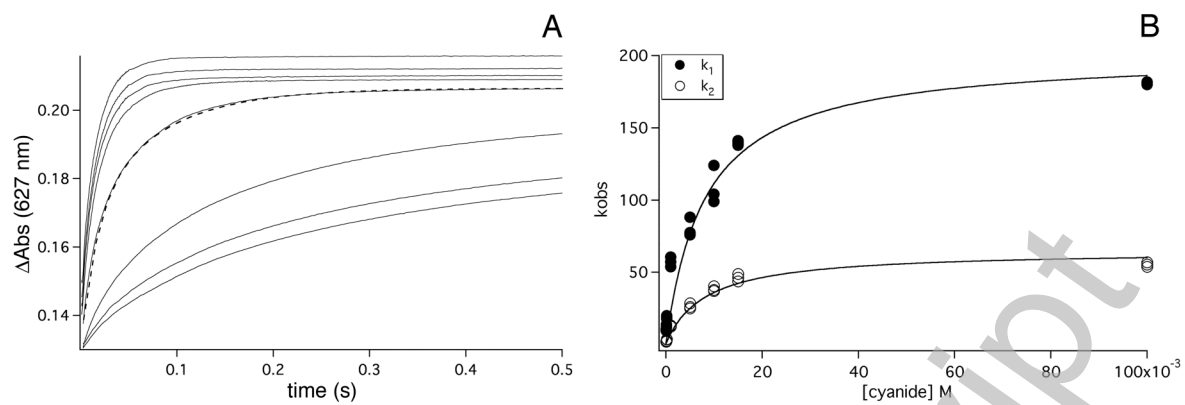 A
ΔAbs (627 nm)
0.20
0.18
0.16
0.14
0.1
0.2
0.3
0.4
0.5
time (s)
B
200
150
100
50
kobs
k₁
k₂
0
20
40
60
80
100x10⁻³
[cyanide] M
ript